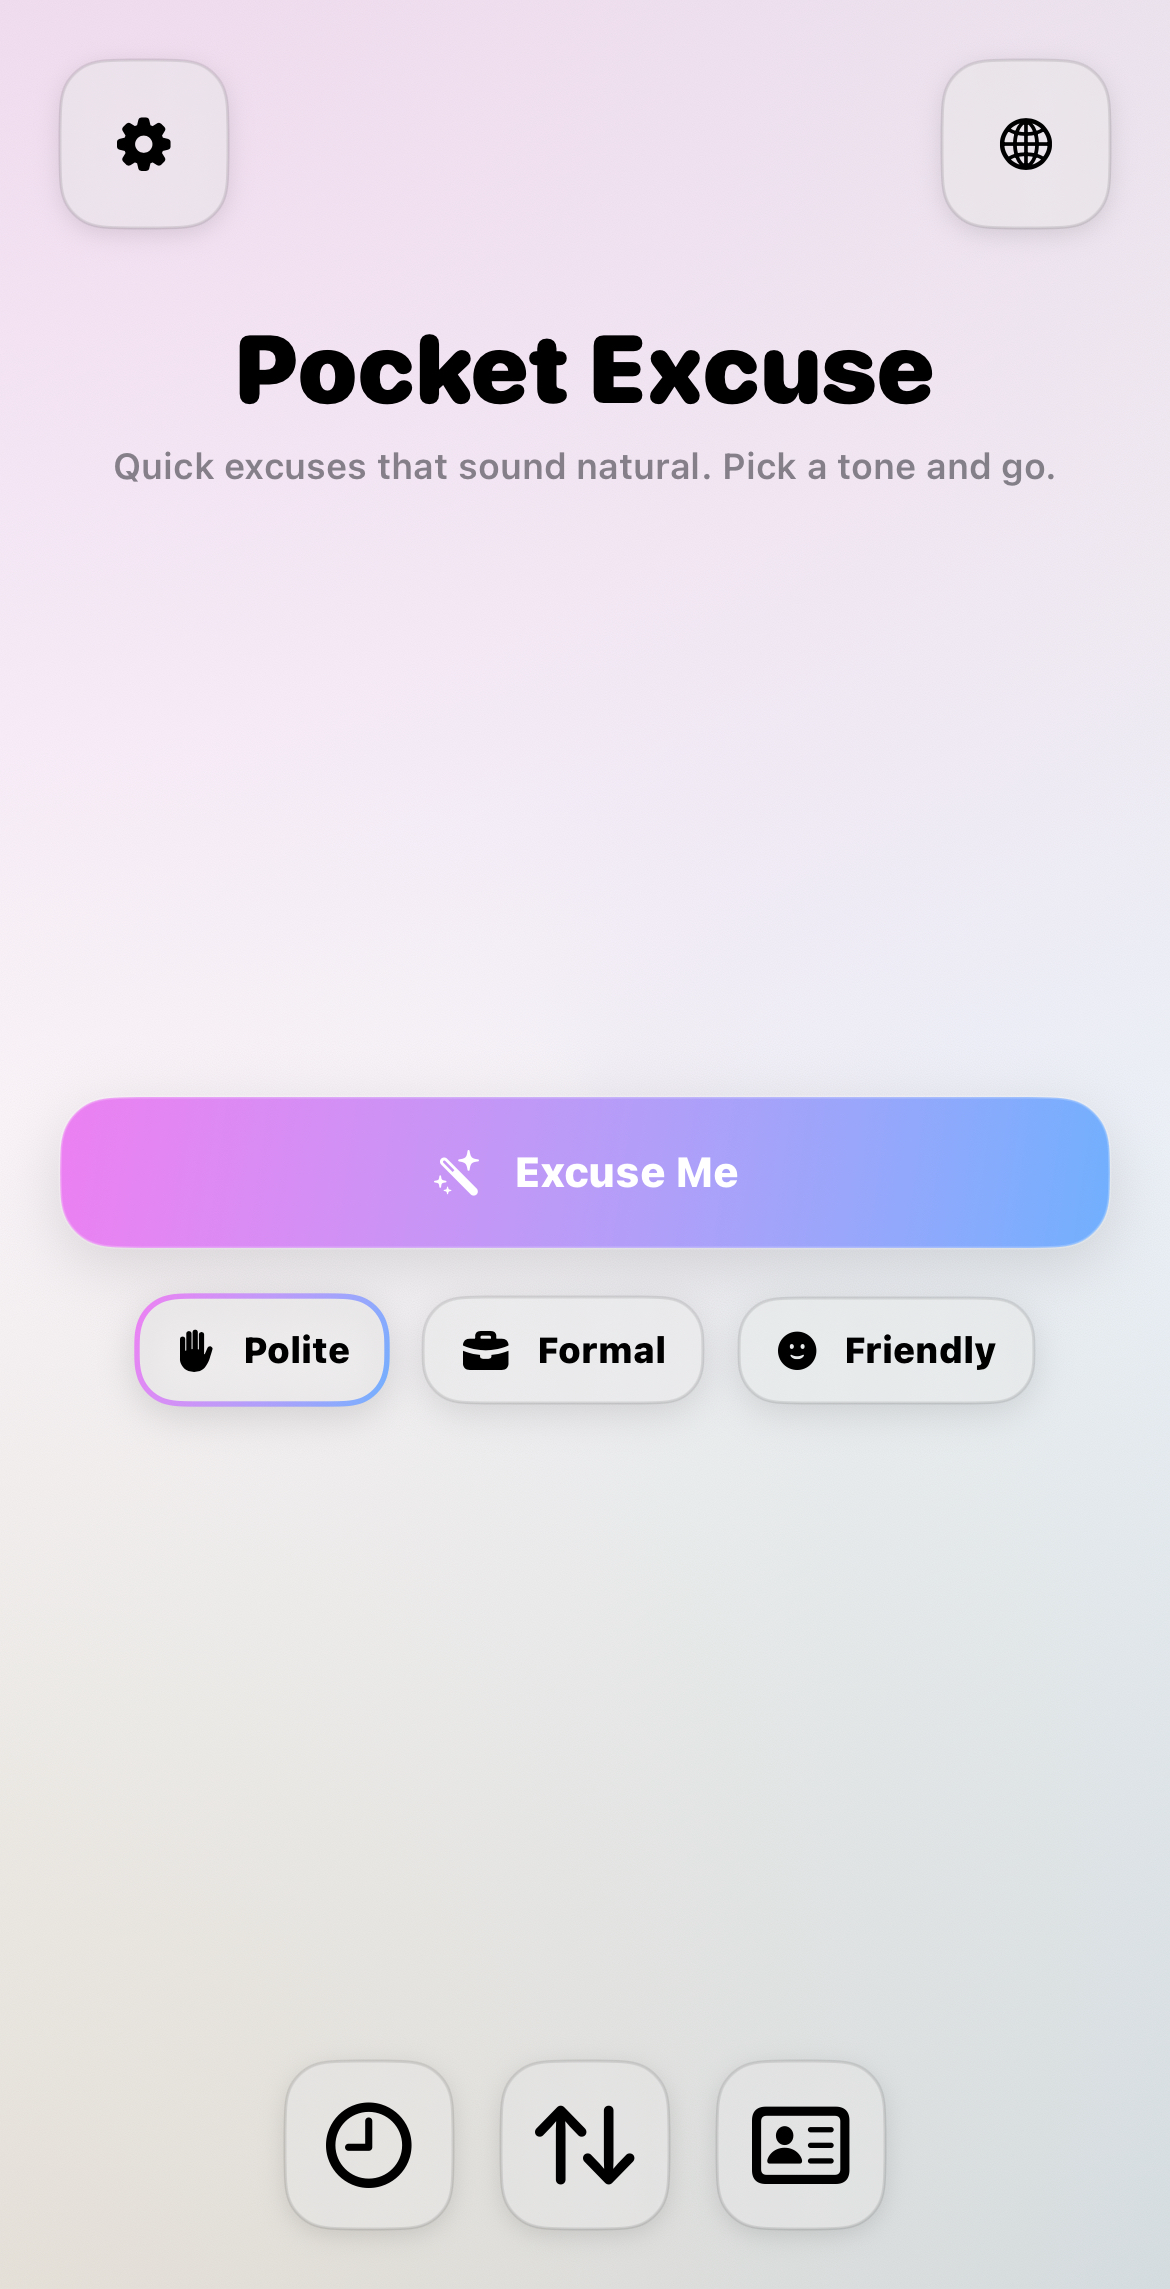 Pocket Excuse
Quick excuses that sound natural. Pick a tone and go.
Excuse Me
Polite
Formal
Friendly